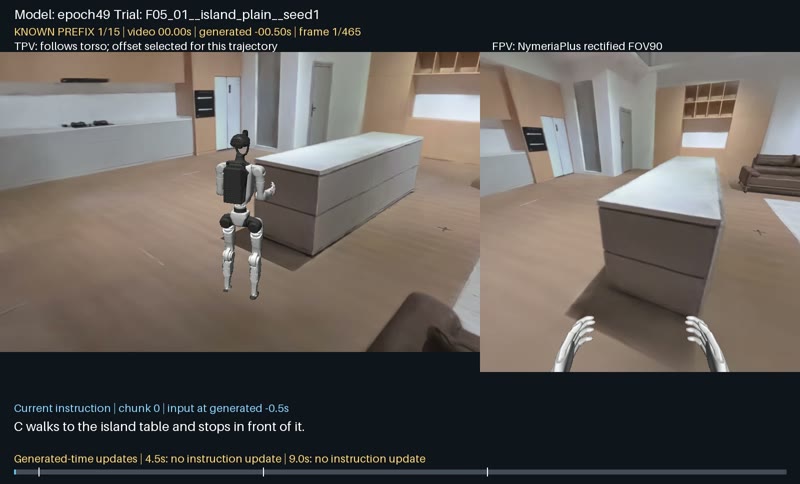 Model: epoch49 Trial: F05_01__island_plain__seed1
KNOWN PREFIX 1/15 | video 00.00s | generated -00.50s | frame 1/465
TPV: follows torso; offset selected for this trajectory
FPV: NymeriaPlus rectified FOV90
Current instruction | chunk 0 | input at generated -0.5s
C walks to the island table and stops in front of it.
Generated-time updates | 4.5s: no instruction update | 9.0s: no instruction update